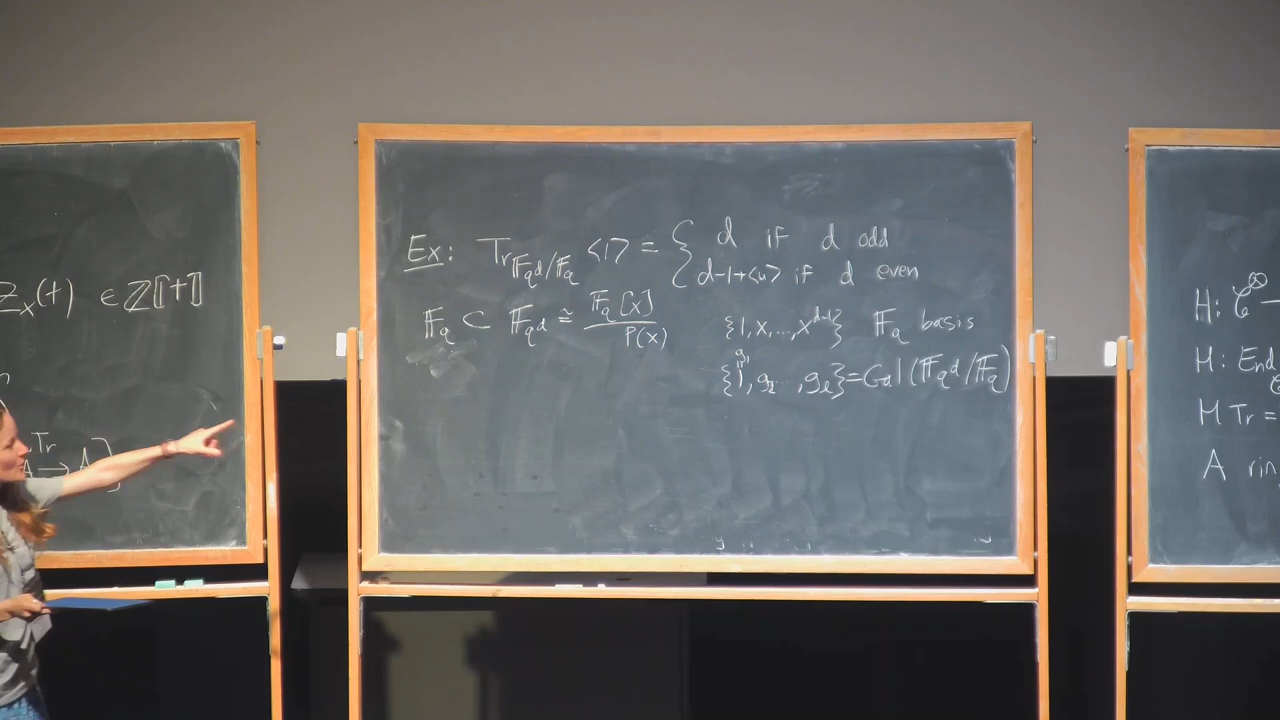 Z_X(t) ∈ ℤ[[t]]
Tr
A → A]
Ex: Tr_{𝔽_{q^d}/𝔽_q} <1> = { d if d odd
d-1+<u> if d even
𝔽_q ⊂ 𝔽_{q^d} ≅ 𝔽_q[x] / P(x)
{1, x, ..., x^{d-1}} 𝔽_q basis
g_1
{1, g_2, ..., g_d} = Gal(𝔽_{q^d}/𝔽_q)
H:
H: End
M Tr =
A rin